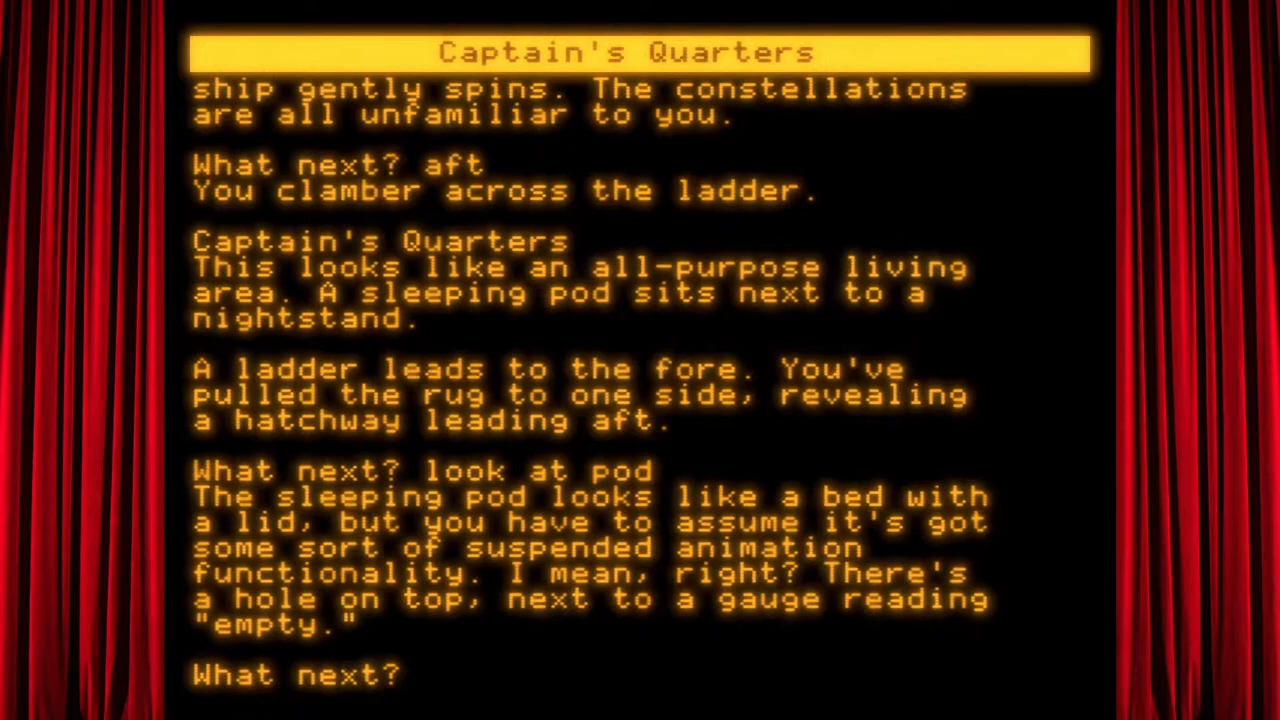 Captain's Quarters
ship gently spins. The constellations
are all unfamiliar to you.
What next? aft
You clamber across the ladder.
Captain's Quarters
This looks like an all-purpose living
area. A sleeping pod sits next to a
nightstand.
A ladder leads to the fore. You've
pulled the rug to one side, revealing
a hatchway leading aft.
What next? look at pod
The sleeping pod looks like a bed with
a lid, but you have to assume it's got
some sort of suspended animation
functionality. I mean, right? There's
a hole on top, next to a gauge reading
"empty."
What next?